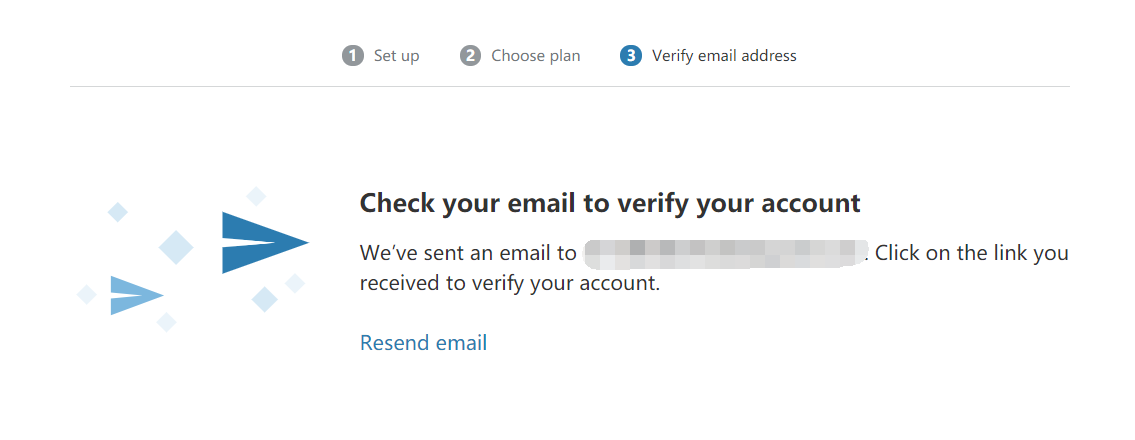 1 Set up 2 Choose plan 3 Verify email address
Check your email to verify your account
We’ve sent an email to . Click on the link you
received to verify your account.
Resend email